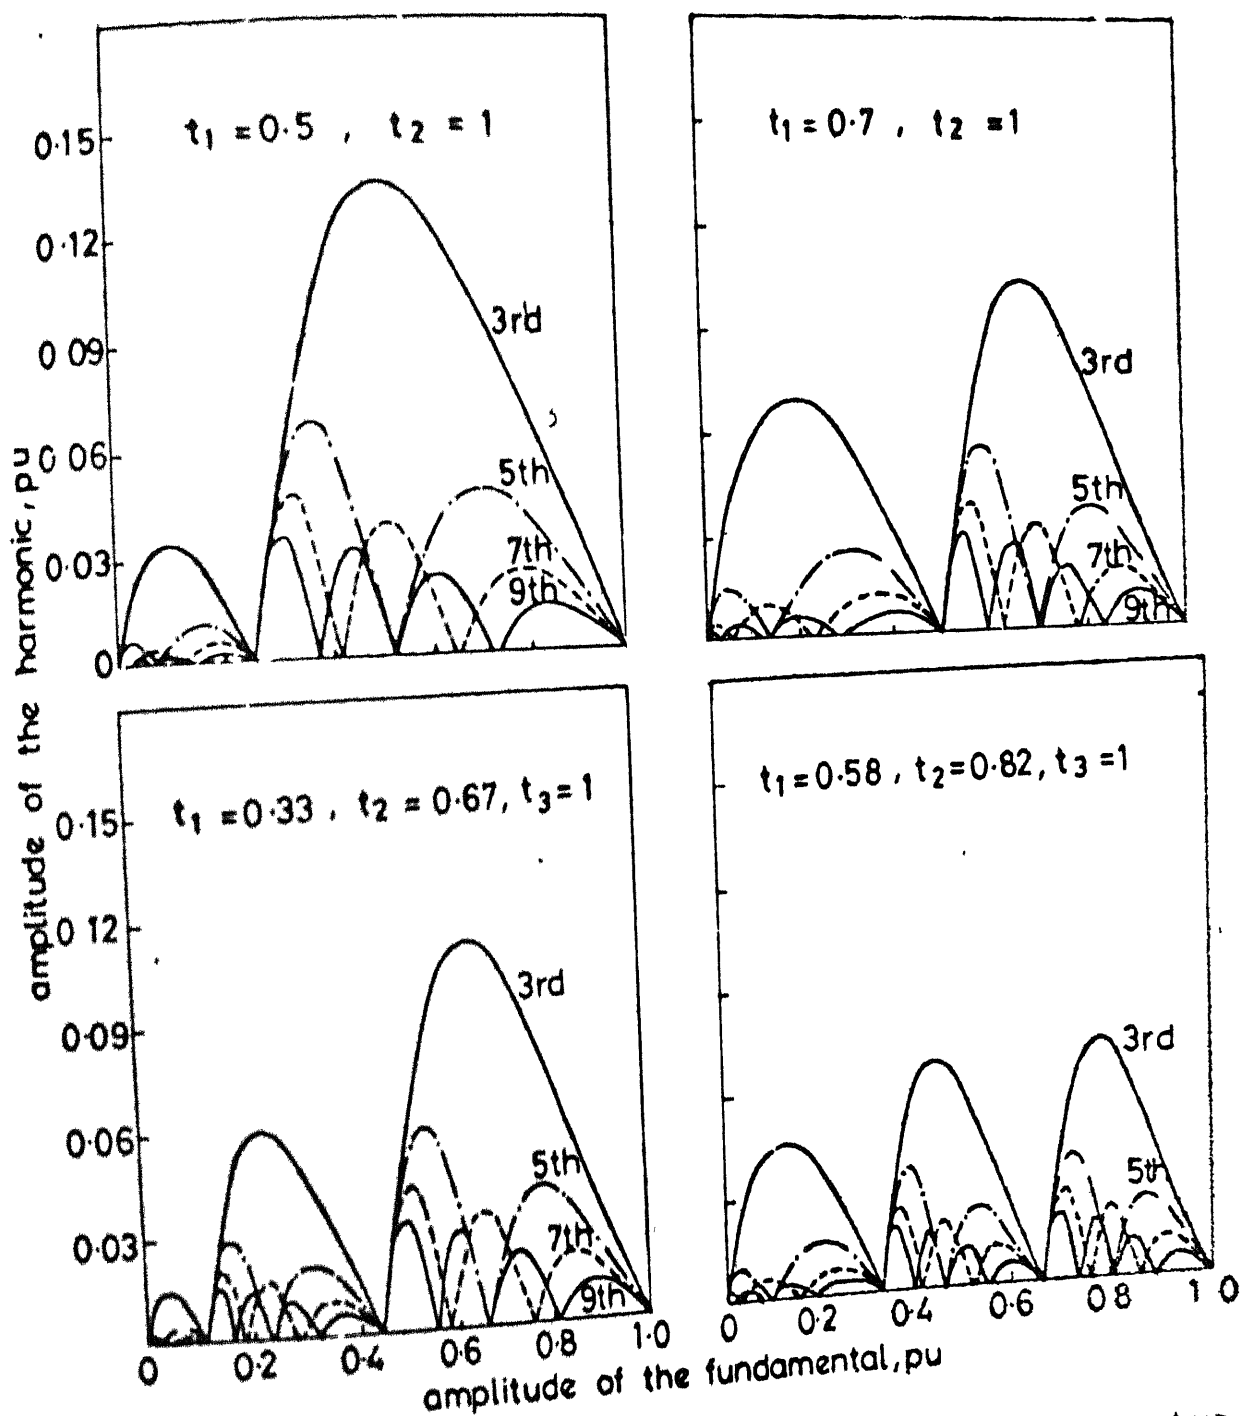 t1 = 0.5 , t2 = 1
0.15
0.12
0 09
0 06
0.03
0
3rd
5th
7th
9th
t1 = 0.7 , t2 = 1
3rd
5th
7th
9th
amplitude of the harmonic, pu
t1 = 0.33 , t2 = 0.67, t3 = 1
0.15
0 12
0.09
0.06
0.03
3rd
5th
7th
9th
0 0.2 0.4 0.6 0.8 1.0
t1 = 0.58 , t2 = 0.82, t3 = 1
3rd
5th
0 0.2 0.4 0.6 0 8 1 0
amplitude of the fundamental, pu